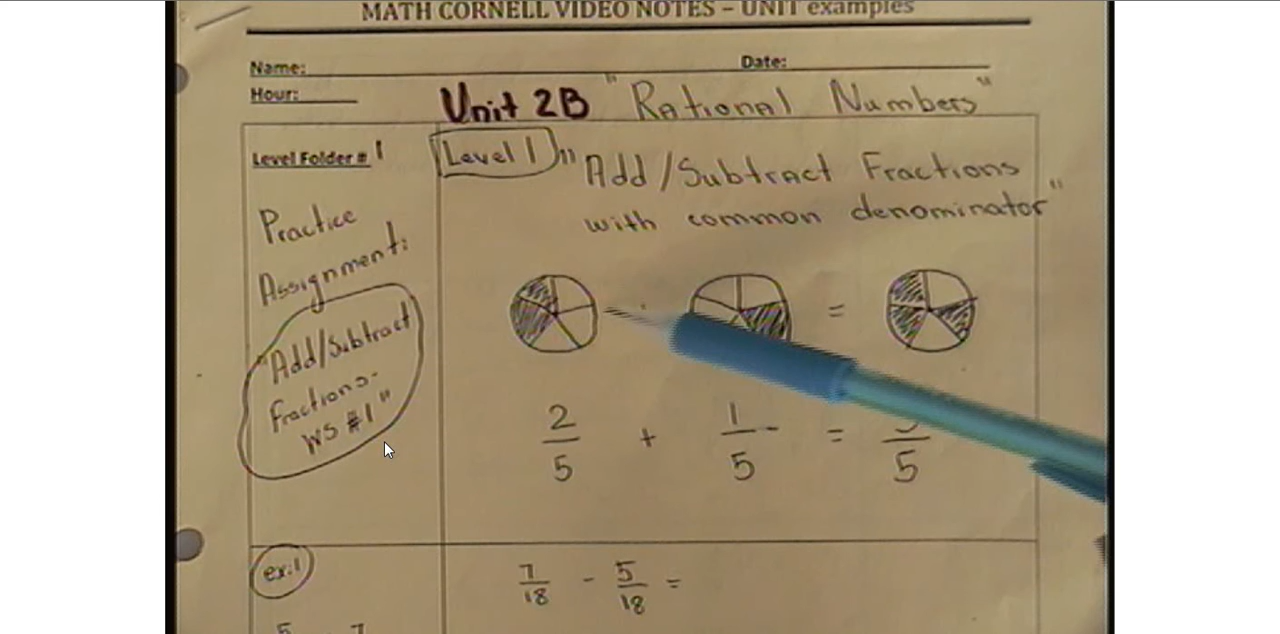 MATH CORNELL VIDEO NOTES – UNIT examples
Name: Date:
Hour:
Unit 2B "Rational Numbers"
Level Folder # 1
Practice
Assignment:
"Add/Subtract
Fractions-
WS #1"
Level 1 "Add/Subtract Fractions
with common denominator"
=
2/5 + 1/5 = 3/5
ex.1
7/18 - 5/18 =